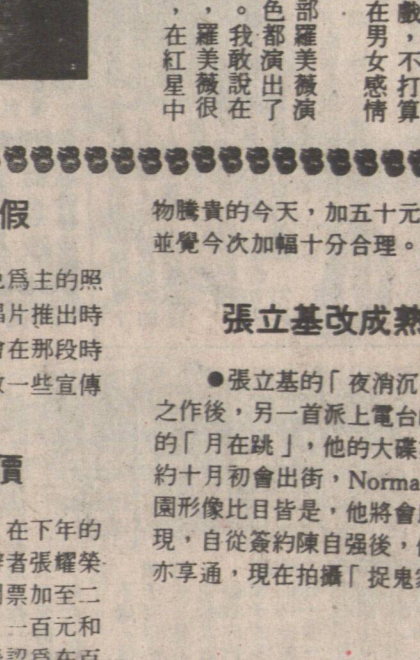 戲，不打算
在男女感情
部羅美薇演
色都演出了
。我敢說在
，羅美薇很
，在紅星中
物騰貴的今天，加五十元
並覺今次加幅十分合理。
張立基改成熟
●張立基的「夜消沉
之作後，另一首派上電台
的「月在跳」，他的大碟
約十月初會出街，Norma
園形像比目皆是，他將會
現，自從簽約陳自强後，
亦享通，現在拍攝「捉鬼
假
爲主的照
片推出時
會在那段時
一些宣傳
價
在下年的
者張耀榮
票加至二
一百元和
認爲在百